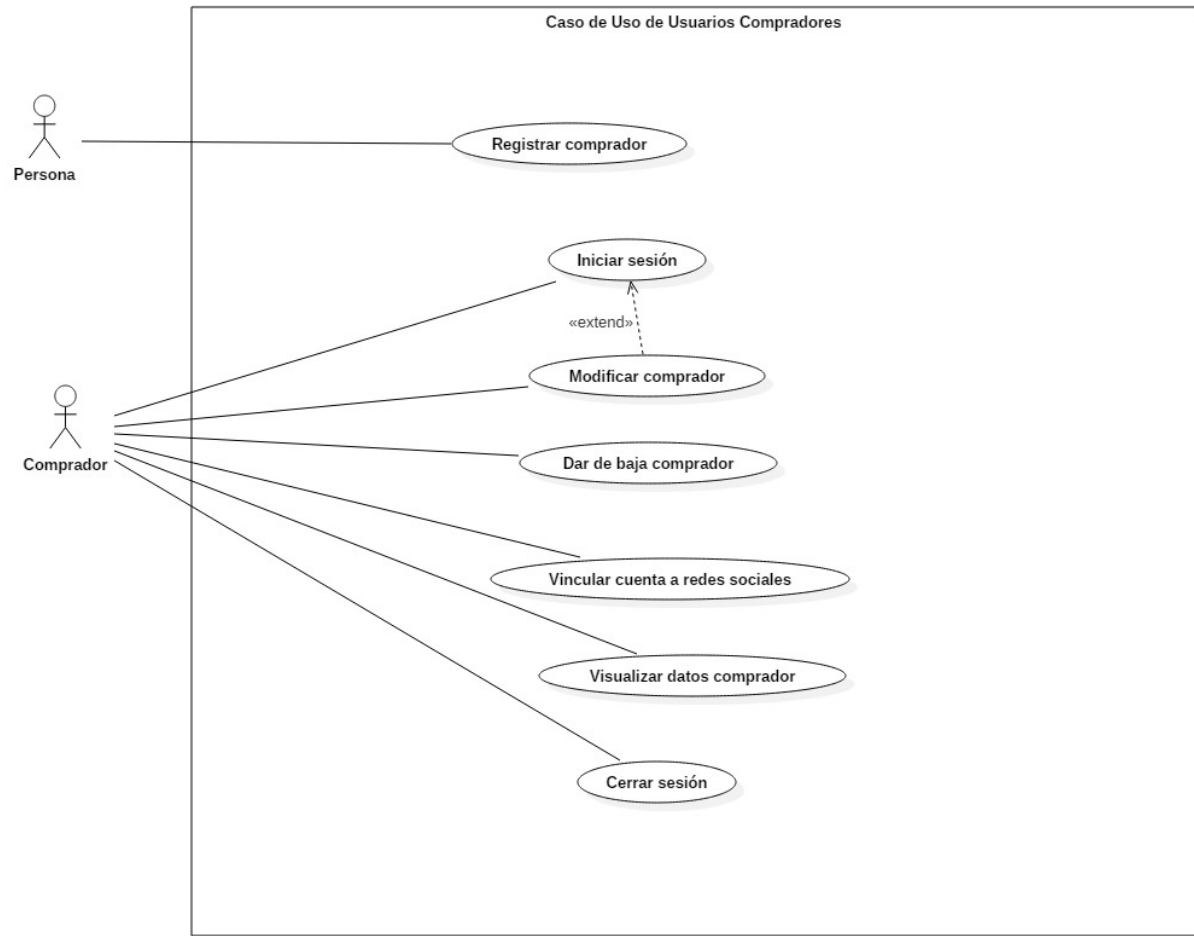 Caso de Uso de Usuarios Compradores
Persona
Registrar comprador
Iniciar sesión
«extend»
Modificar comprador
Comprador
Dar de baja comprador
Vincular cuenta a redes sociales
Visualizar datos comprador
Cerrar sesión